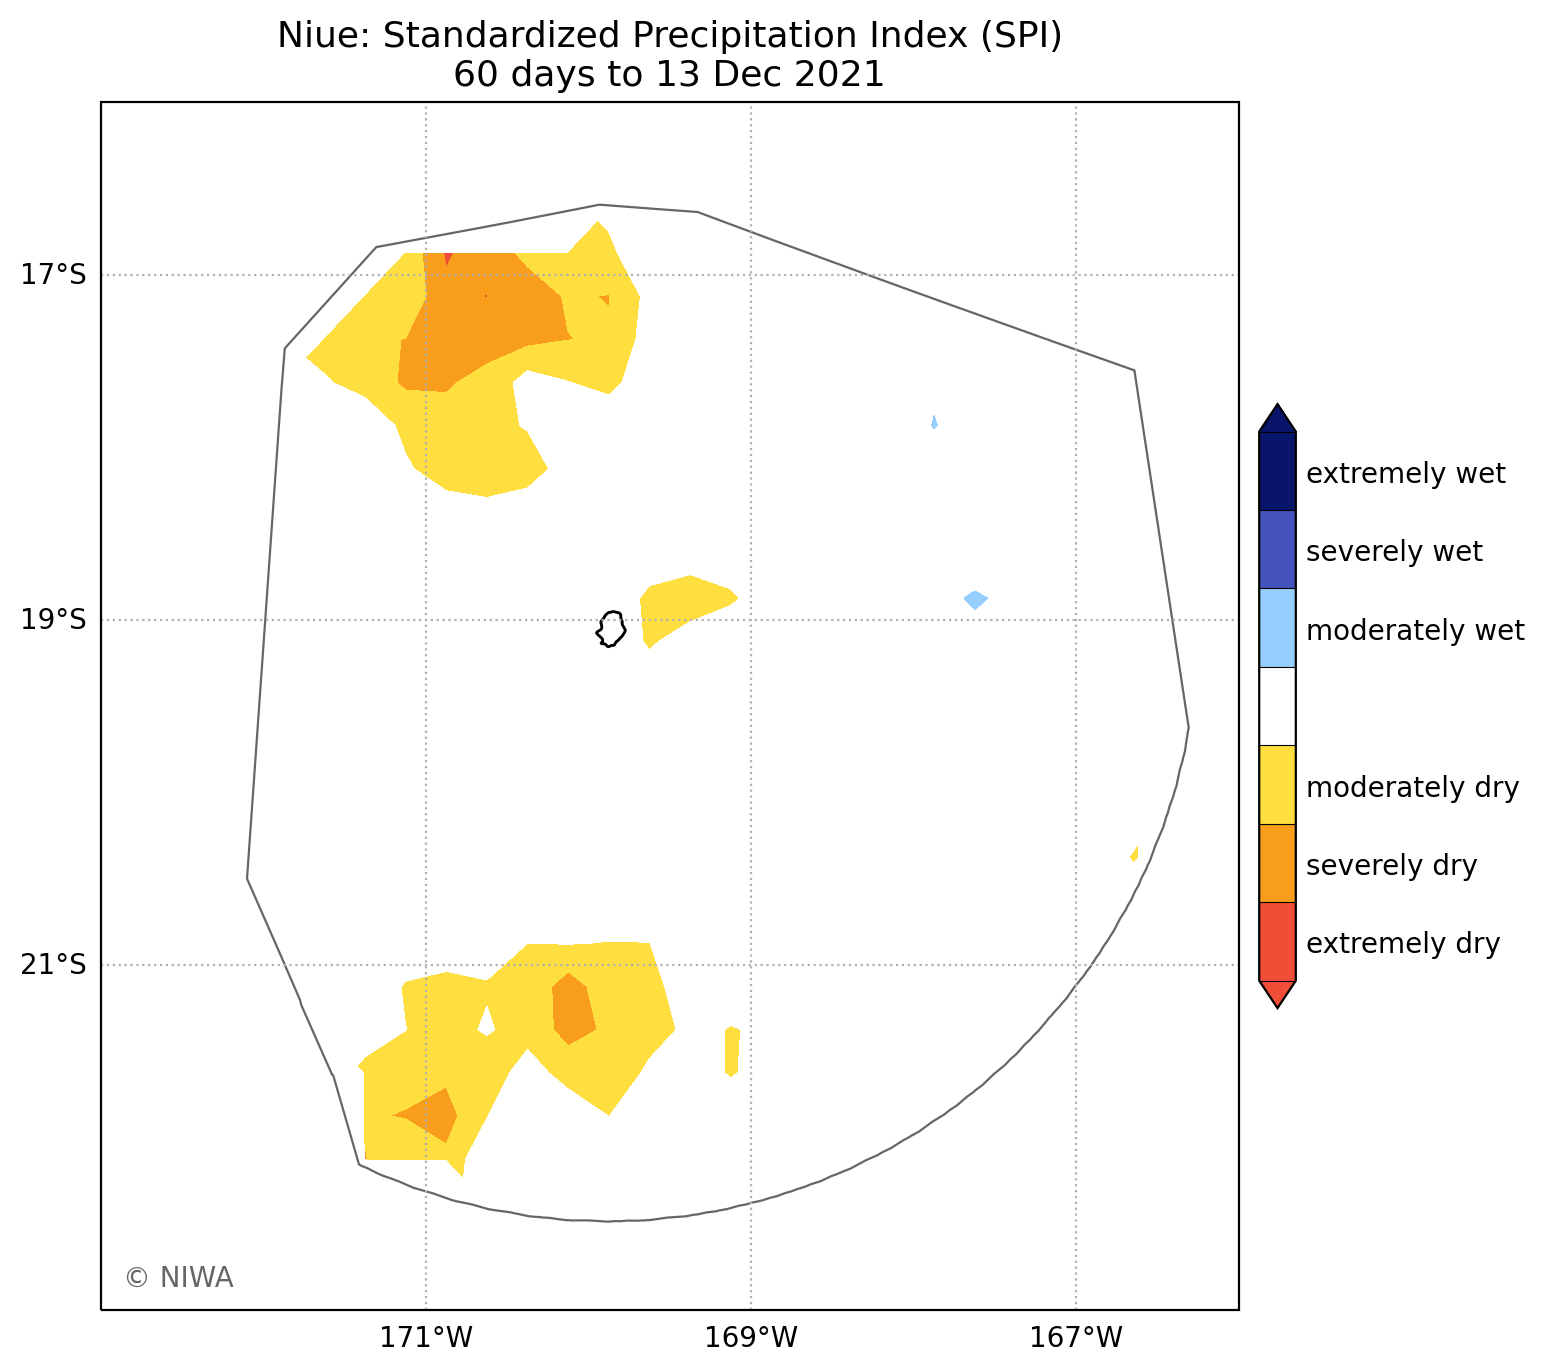 Niue: Standardized Precipitation Index (SPI)
60 days to 13 Dec 2021
17°S
19°S
21°S
171°W
169°W
167°W
extremely wet
severely wet
moderately wet
moderately dry
severely dry
extremely dry
© NIWA